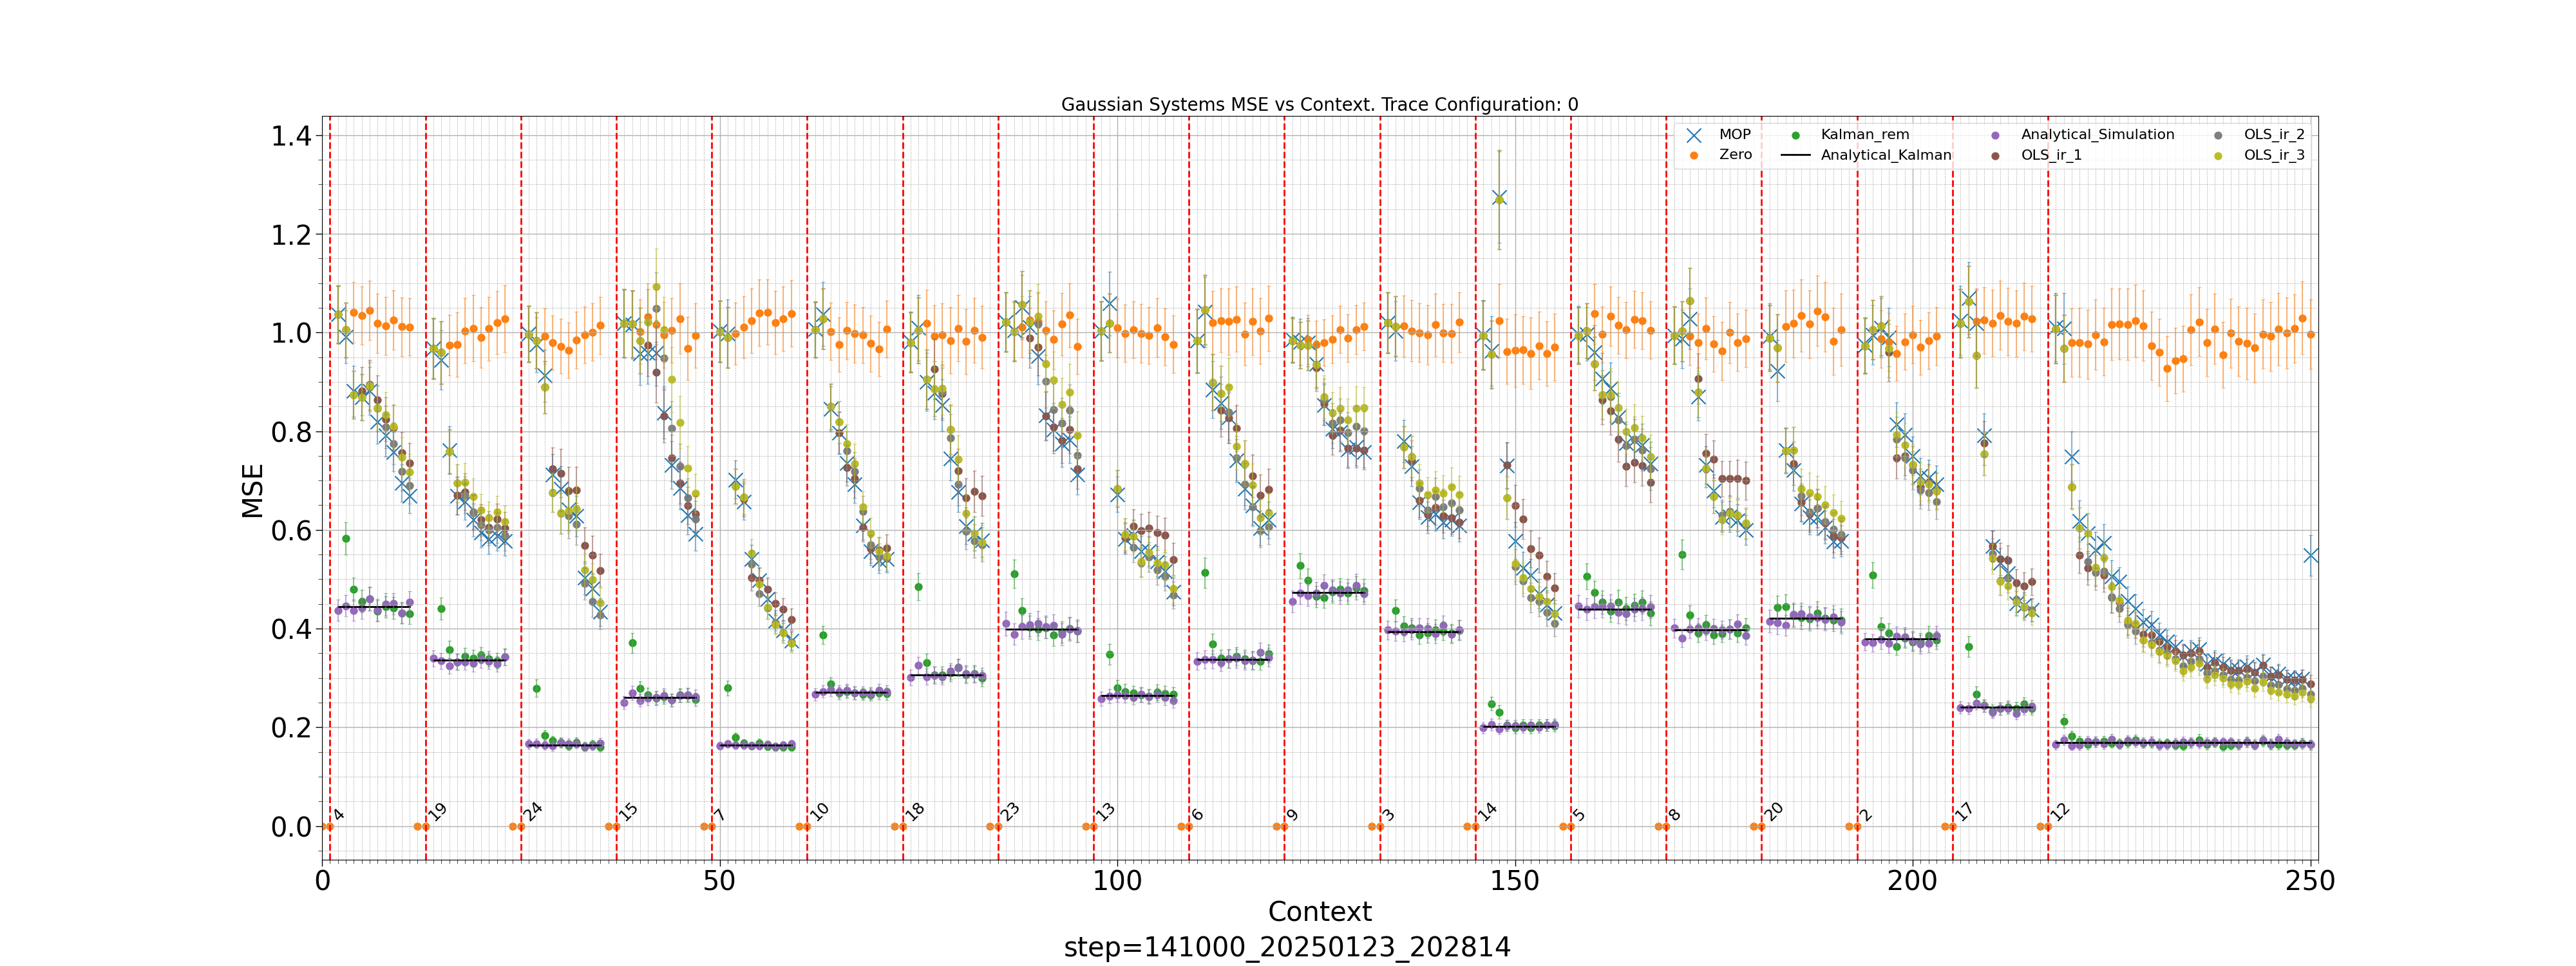 Gaussian Systems MSE vs Context. Trace Configuration: 0
MOP
Zero
Kalman_rem
Analytical_Kalman
Analytical_Simulation
OLS_ir_1
OLS_ir_2
OLS_ir_3
MSE
1.4
1.2
1.0
0.8
0.6
0.4
0.2
0.0
4
19
24
15
7
10
18
23
13
6
9
3
14
5
8
20
2
17
12
0
50
100
150
200
250
Context
step=141000_20250123_202814